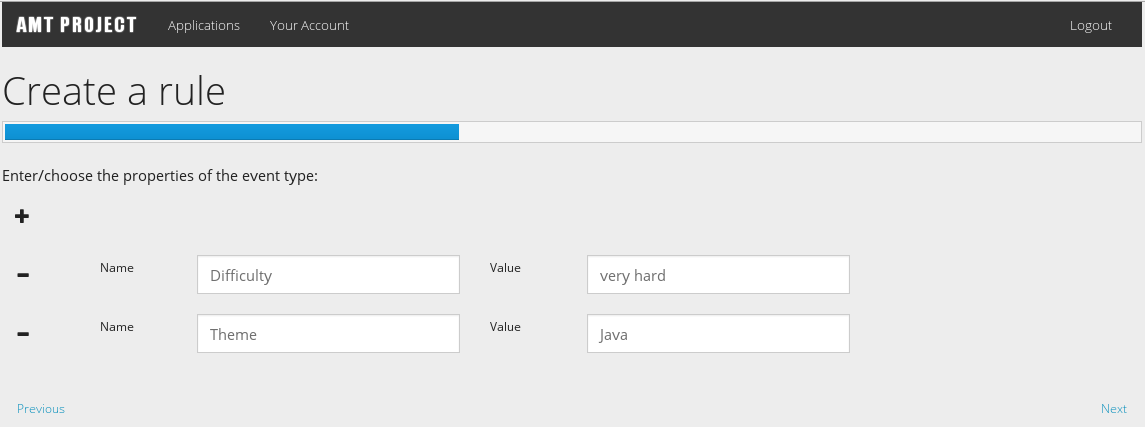 AMT PROJECT Applications Your Account Logout
Create a rule
Enter/choose the properties of the event type:
Name Difficulty Value very hard
Name Theme Value Java
Previous Next